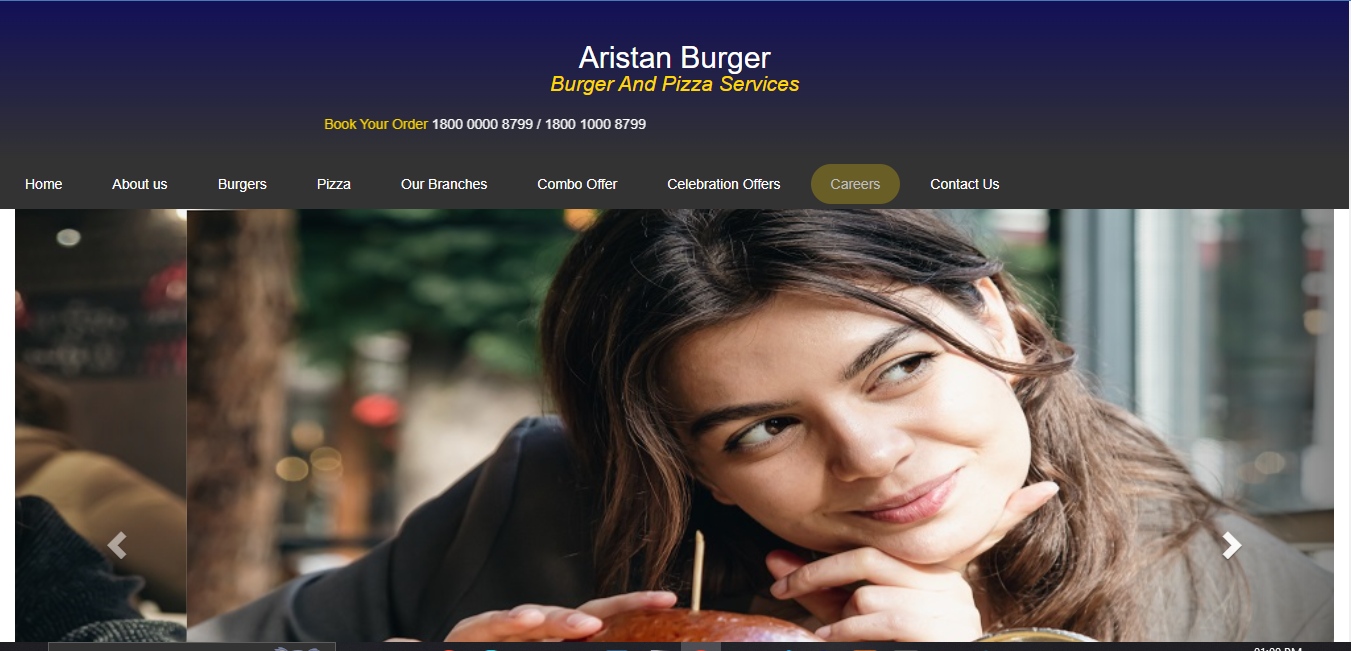 Aristan Burger
Burger And Pizza Services
Book Your Order 1800 0000 8799 / 1800 1000 8799
Home About us Burgers Pizza Our Branches Combo Offer Celebration Offers Careers Contact Us